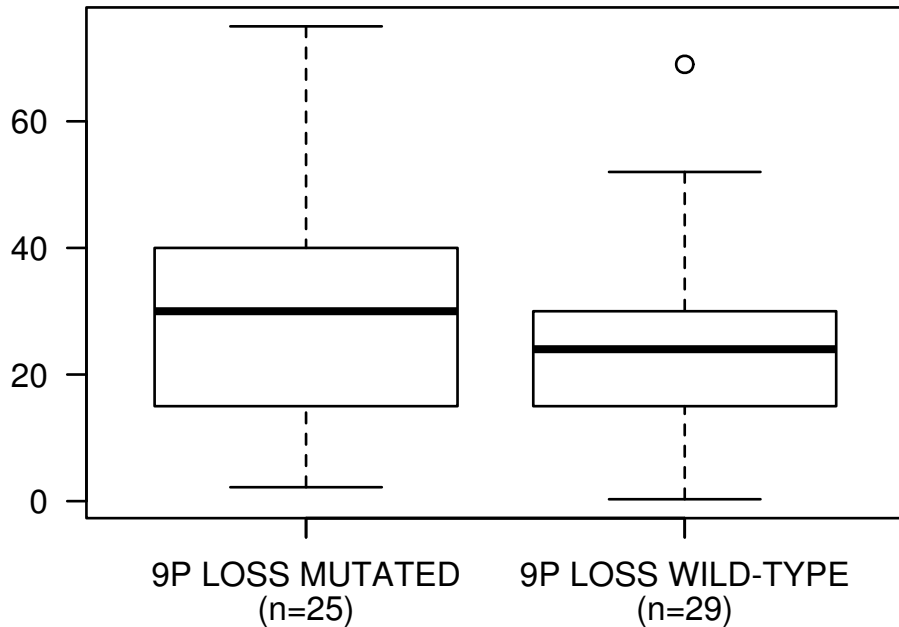 60
40
20
0
9P LOSS MUTATED
(n=25)
9P LOSS WILD-TYPE
(n=29)